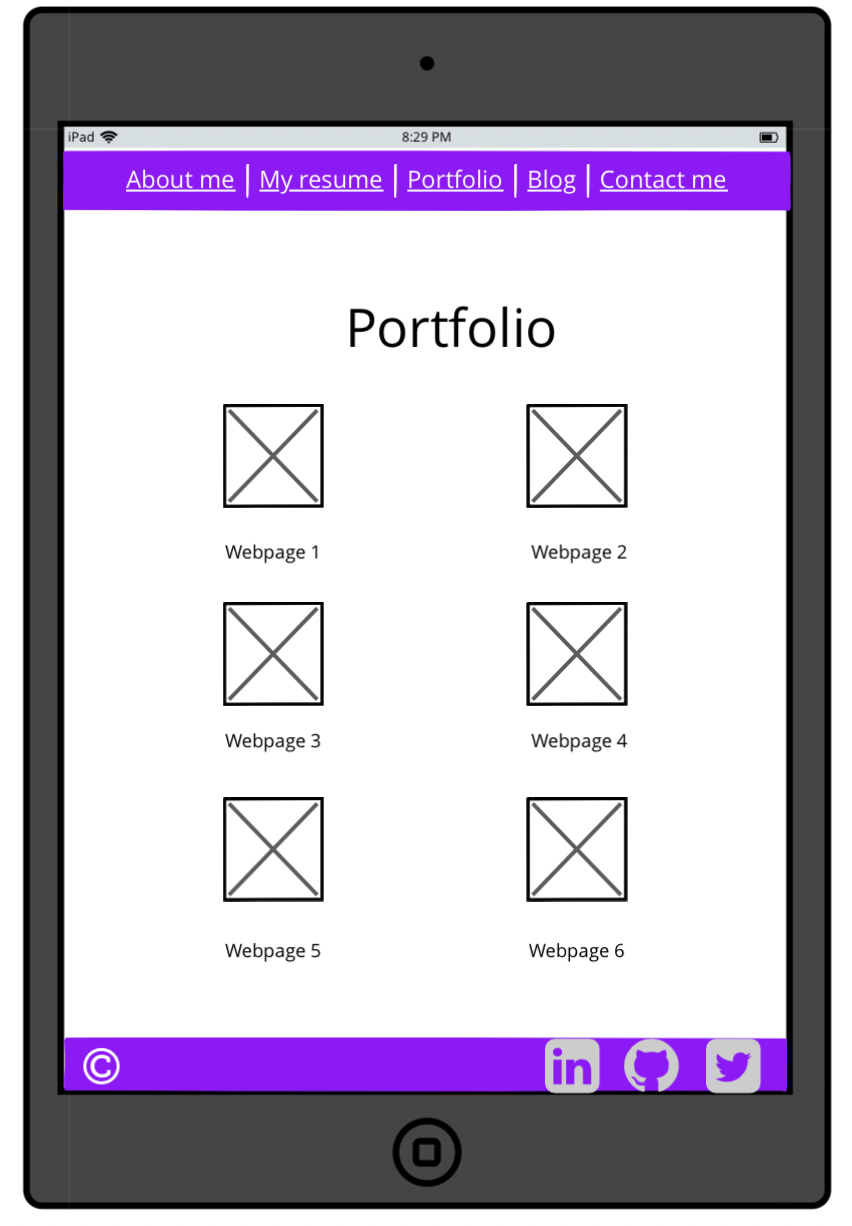 iPad 8:29 PM
About me | My resume | Portfolio | Blog | Contact me
Portfolio
Webpage 1 Webpage 2
Webpage 3 Webpage 4
Webpage 5 Webpage 6
© in